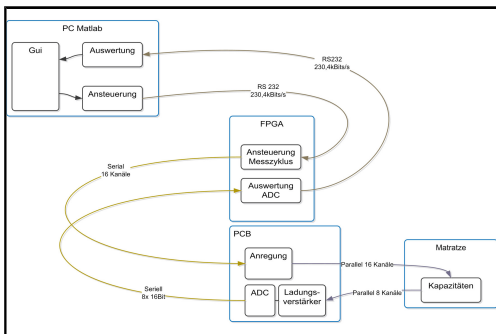 PC Matlab
Gui
Auswertung
Ansteuerung
RS232
230,4kBits/s
RS 232
230,4kBits/s
FPGA
Ansteuerung
Messzyklus
Auswertung
ADC
Serial
16 Kanäle
PCB
Anregung
ADC
Ladungs-
verstärker
Seriell
8x 16Bit
Parallel 16 Kanäle
Parallel 8 Kanäle
Matratze
Kapazitäten